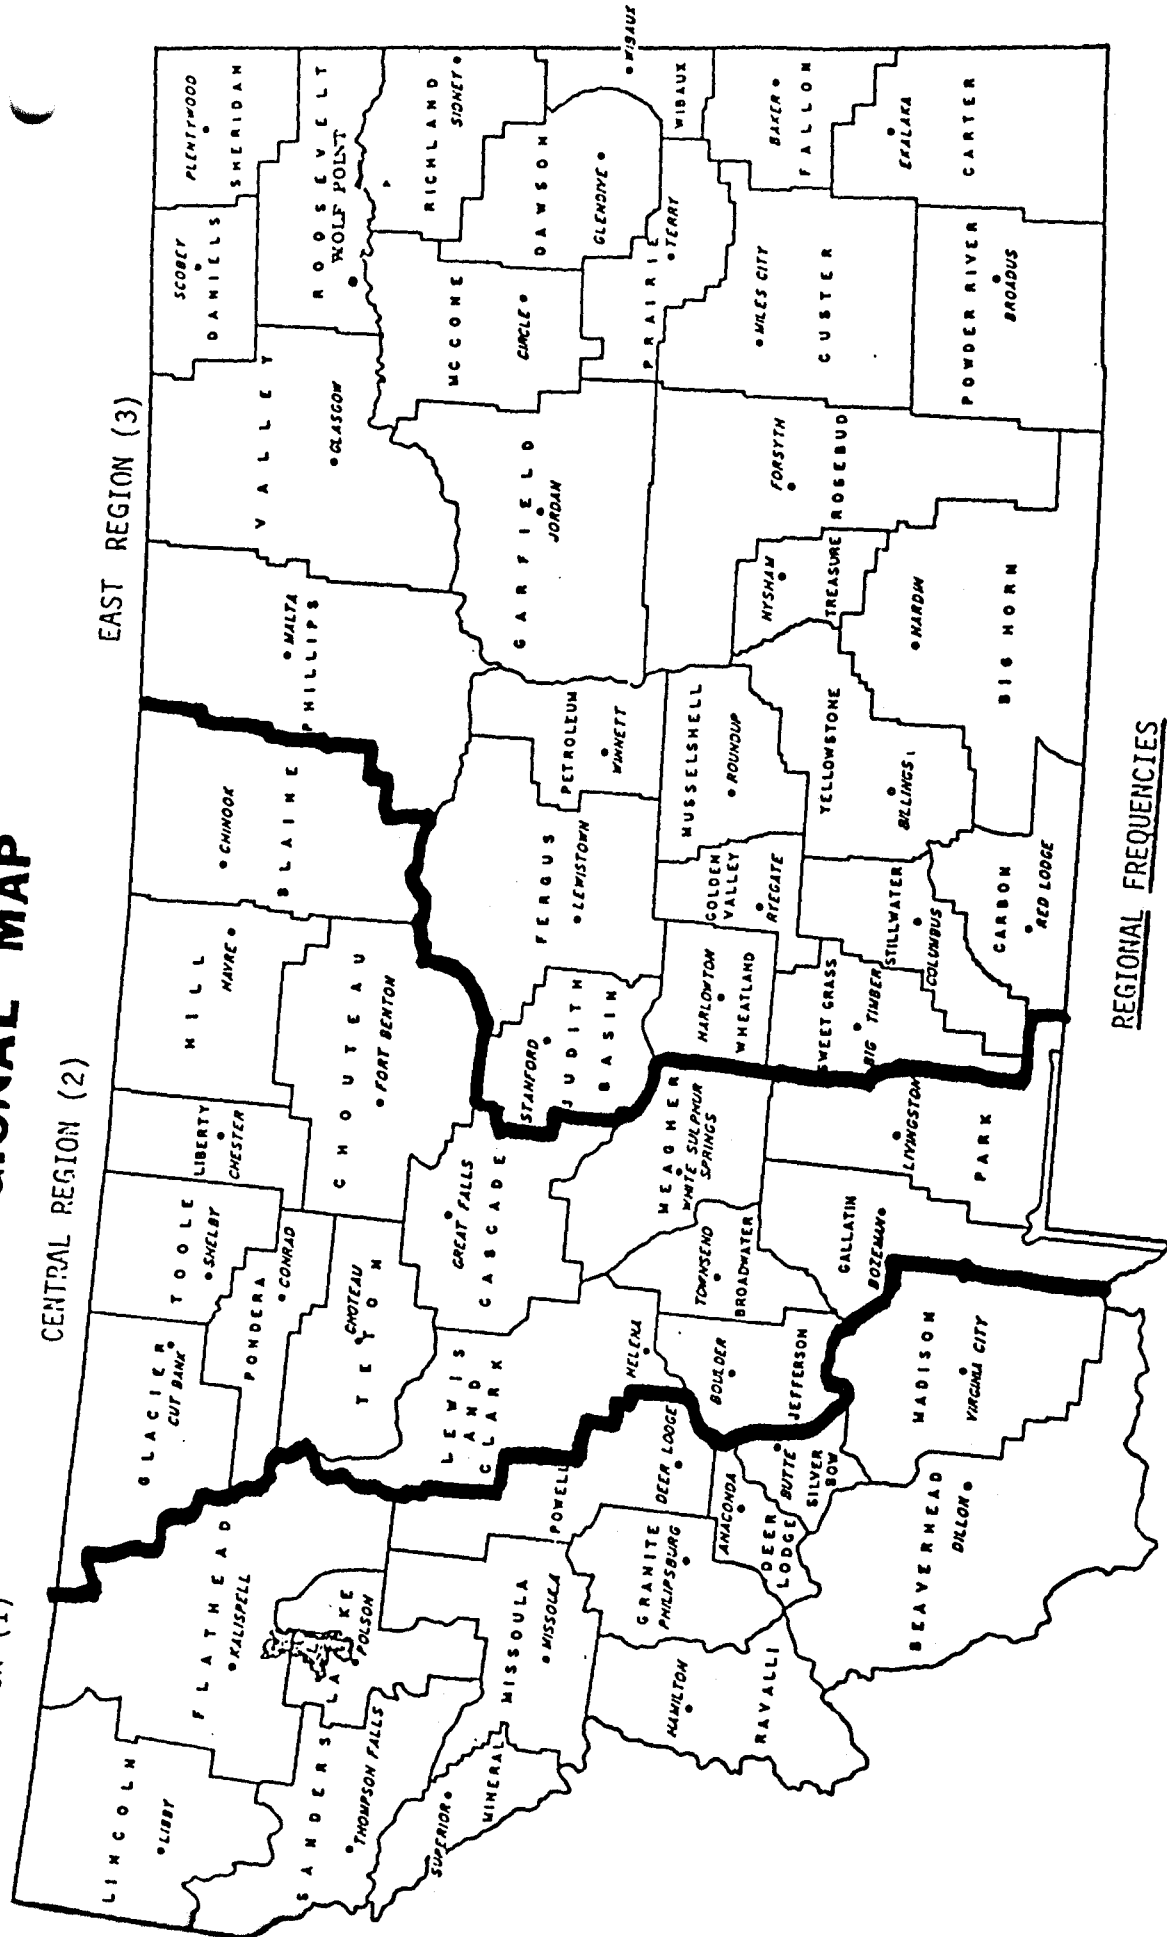 GIONAL MAP
(1)
CENTRAL REGION (2)
EAST REGION (3)
LINCOLN
LIBBY
FLATHEAD
KALISPELL
GLACIER
CUT BANK
TOOLE
SHELBY
LIBERTY
CHESTER
HILL
HAVRE
BLAINE
CHINOOK
PHILLIPS
MALTA
VALLEY
GLASGOW
DANIELS
SCOBEY
SHERIDAN
PLENTYWOOD
ROOSEVELT
WOLF POINT
SANDERS
THOMPSON FALLS
LAKE
POLSON
PONDERA
CONRAD
TETON
CHOTEAU
CHOUTEAU
FORT BENTON
RICHLAND
SIDNEY
MCCONE
CIRCLE
DAWSON
GLENDIVE
GARFIELD
JORDAN
MINERAL
SUPERIOR
MISSOULA
MISSOULA
POWELL
DEER LODGE
LEWIS
AND
CLARK
HELENA
CASCADE
GREAT FALLS
JUDITH
BASIN
STANFORD
FERGUS
LEWISTOWN
PETROLEUM
WINNETT
PRAIRIE
TERRY
WIBAUX
WIBAUX
RAVALLI
HAMILTON
GRANITE
PHILIPSBURG
DEER
LODGE
ANACONDA
SILVER
BOW
BUTTE
JEFFERSON
BOULDER
BROADWATER
TOWNSEND
MEAGHER
WHITE SULPHUR
SPRINGS
WHEATLAND
HARLOWTON
GOLDEN
VALLEY
RYEGATE
MUSSELSHELL
ROUNDUP
TREASURE
HYSHAM
ROSEBUD
FORSYTH
CUSTER
MILES CITY
FALLON
BAKER
BEAVERHEAD
DILLON
MADISON
VIRGINIA CITY
GALLATIN
BOZEMAN
PARK
LIVINGSTON
SWEET GRASS
BIG TIMBER
STILLWATER
COLUMBUS
CARBON
RED LODGE
YELLOWSTONE
BILLINGS
BIG HORN
HARDIN
POWDER RIVER
BROADUS
CARTER
EKALAKA
REGIONAL FREQUENCIES